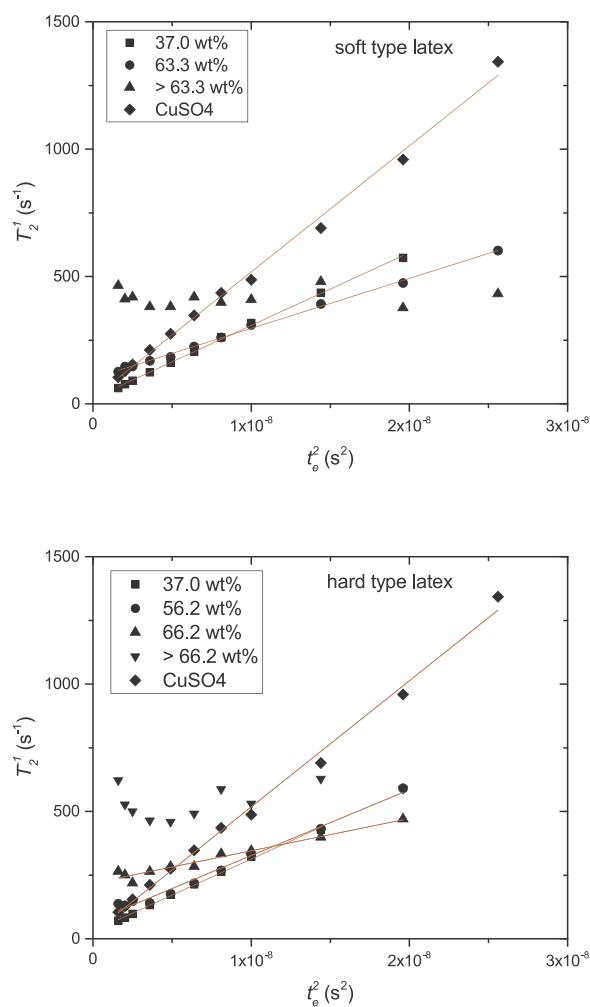 1500
1000
500
0
T₂⁻¹ (s⁻¹)
37.0 wt%
63.3 wt%
> 63.3 wt%
CuSO4
soft type latex
0 1x10⁻⁸ 2x10⁻⁸ 3x10⁻⁸
tₑ² (s²)
1500
1000
500
0
T₂⁻¹ (s⁻¹)
37.0 wt%
56.2 wt%
66.2 wt%
> 66.2 wt%
CuSO4
hard type latex
0 1x10⁻⁸ 2x10⁻⁸ 3x10⁻⁸
tₑ² (s²)